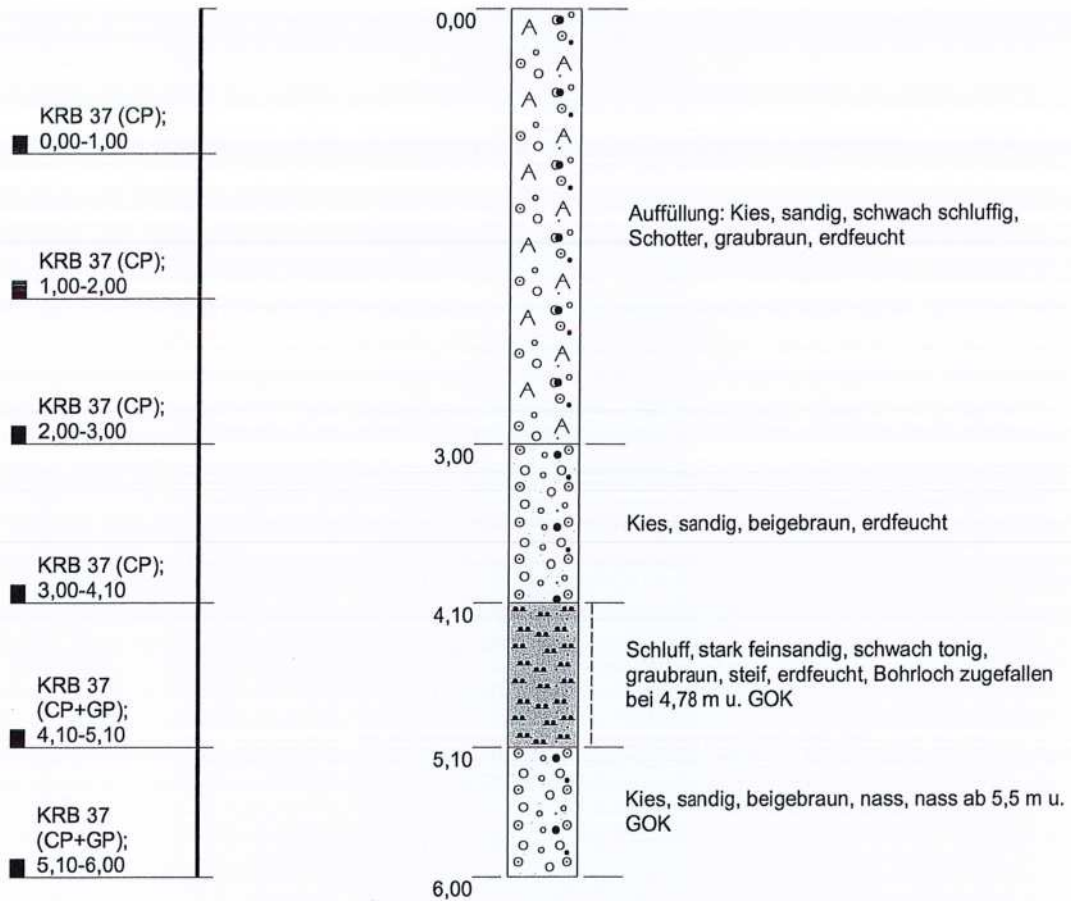 0,00
KRB 37 (CP);
0,00-1,00
Auffüllung: Kies, sandig, schwach schluffig,
Schotter, graubraun, erdfeucht
KRB 37 (CP);
1,00-2,00
KRB 37 (CP);
2,00-3,00
3,00
Kies, sandig, beigebraun, erdfeucht
KRB 37 (CP);
3,00-4,10
4,10
Schluff, stark feinsandig, schwach tonig,
graubraun, steif, erdfeucht, Bohrloch zugefallen
bei 4,78 m u. GOK
KRB 37
(CP+GP);
4,10-5,10
5,10
Kies, sandig, beigebraun, nass, nass ab 5,5 m u.
GOK
KRB 37
(CP+GP);
5,10-6,00
6,00